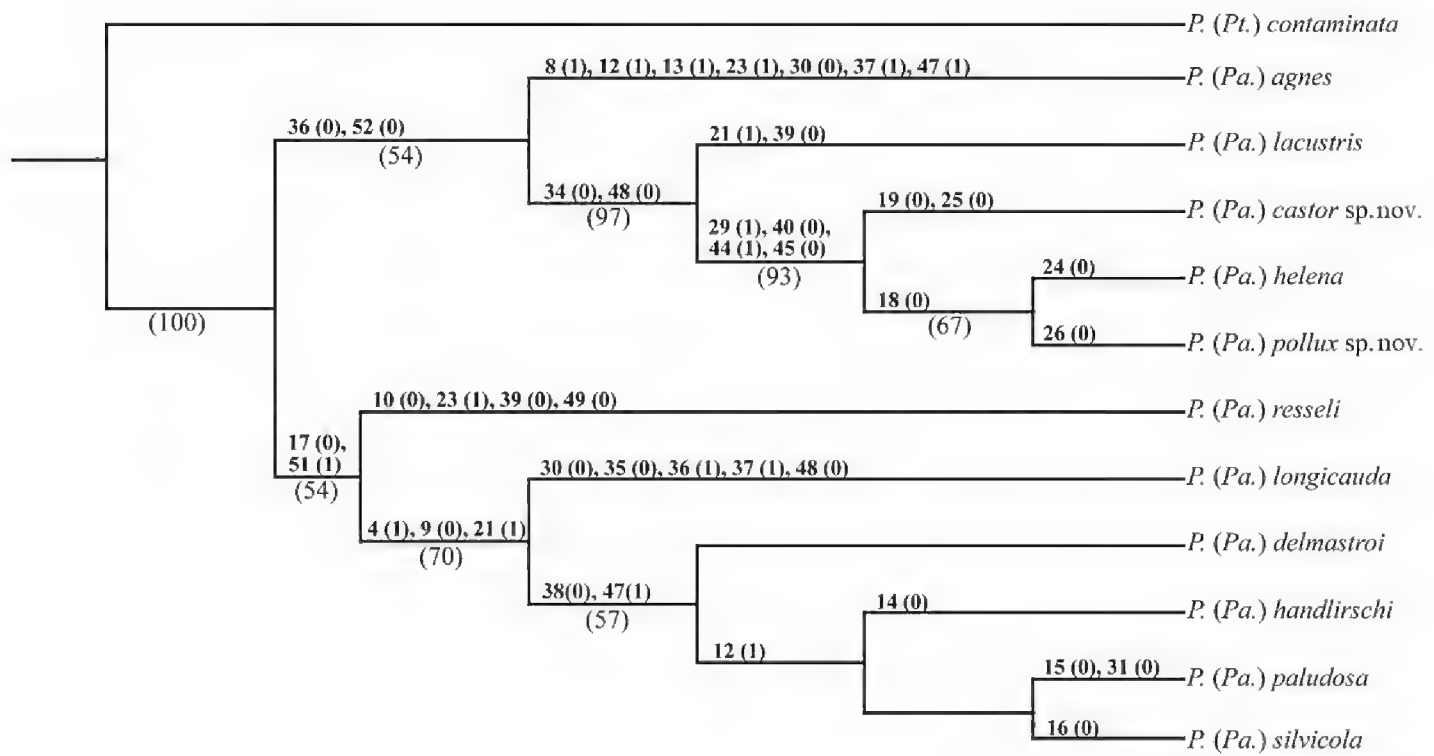 P. (Pt.) contaminata
8 (1), 12 (1), 13 (1), 23 (1), 30 (0), 37 (1), 47 (1)
P. (Pa.) agnes
36 (0), 52 (0)
(54)
21 (1), 39 (0)
P. (Pa.) lacustris
34 (0), 48 (0)
(97)
19 (0), 25 (0)
P. (Pa.) castor sp.nov.
29 (1), 40 (0),
44 (1), 45 (0)
(93)
24 (0)
P. (Pa.) helena
18 (0)
(67)
26 (0)
P. (Pa.) pollux sp.nov.
(100)
10 (0), 23 (1), 39 (0), 49 (0)
P. (Pa.) resseli
17 (0),
51 (1)
(54)
30 (0), 35 (0), 36 (1), 37 (1), 48 (0)
P. (Pa.) longicauda
4 (1), 9 (0), 21 (1)
(70)
P. (Pa.) delmastroi
38(0), 47(1)
(57)
14 (0)
P. (Pa.) handlirschi
12 (1)
15 (0), 31 (0)
P. (Pa.) paludosa
16 (0)
P. (Pa.) silvicola